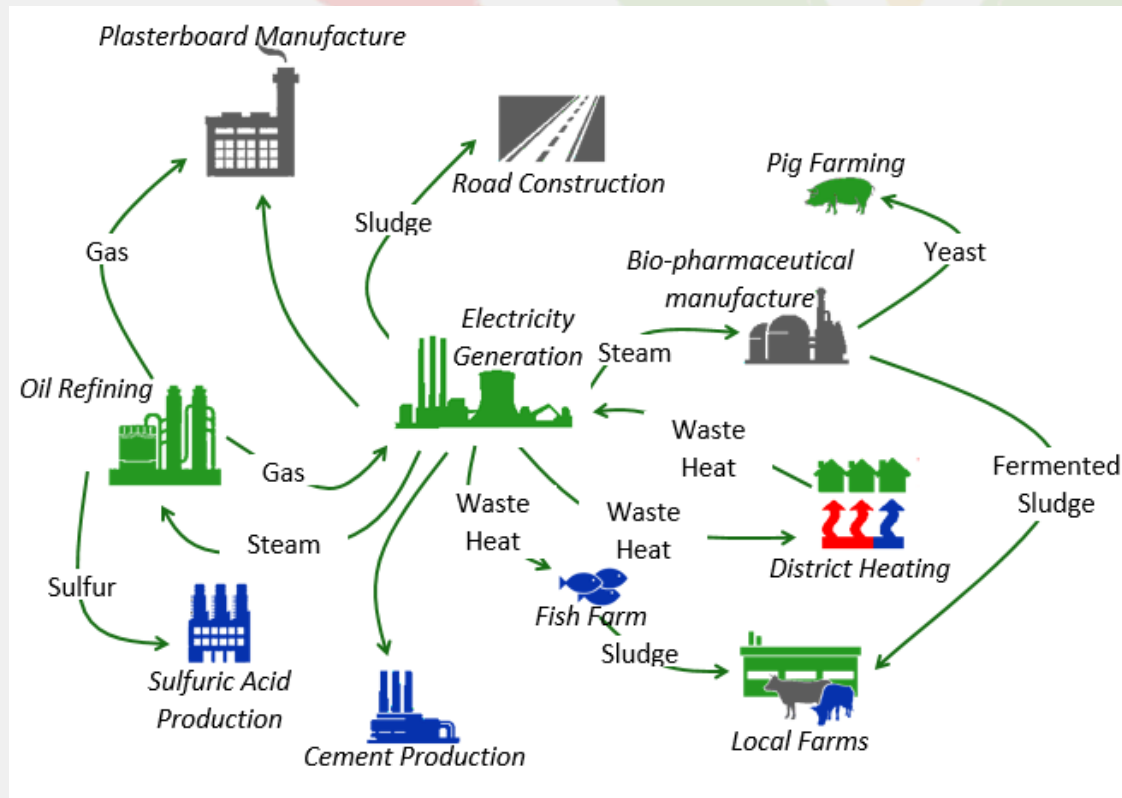 Plasterboard Manufacture
Road Construction
Pig Farming
Sludge
Gas
Yeast
Bio-pharmaceutical
manufacture
Electricity
Generation
Steam
Oil Refining
Waste
Heat
Gas
Fermented
Sludge
Waste
Heat
Waste
Heat
Steam
District Heating
Sulfur
Fish Farm
Sludge
Sulfuric Acid
Production
Local Farms
Cement Production